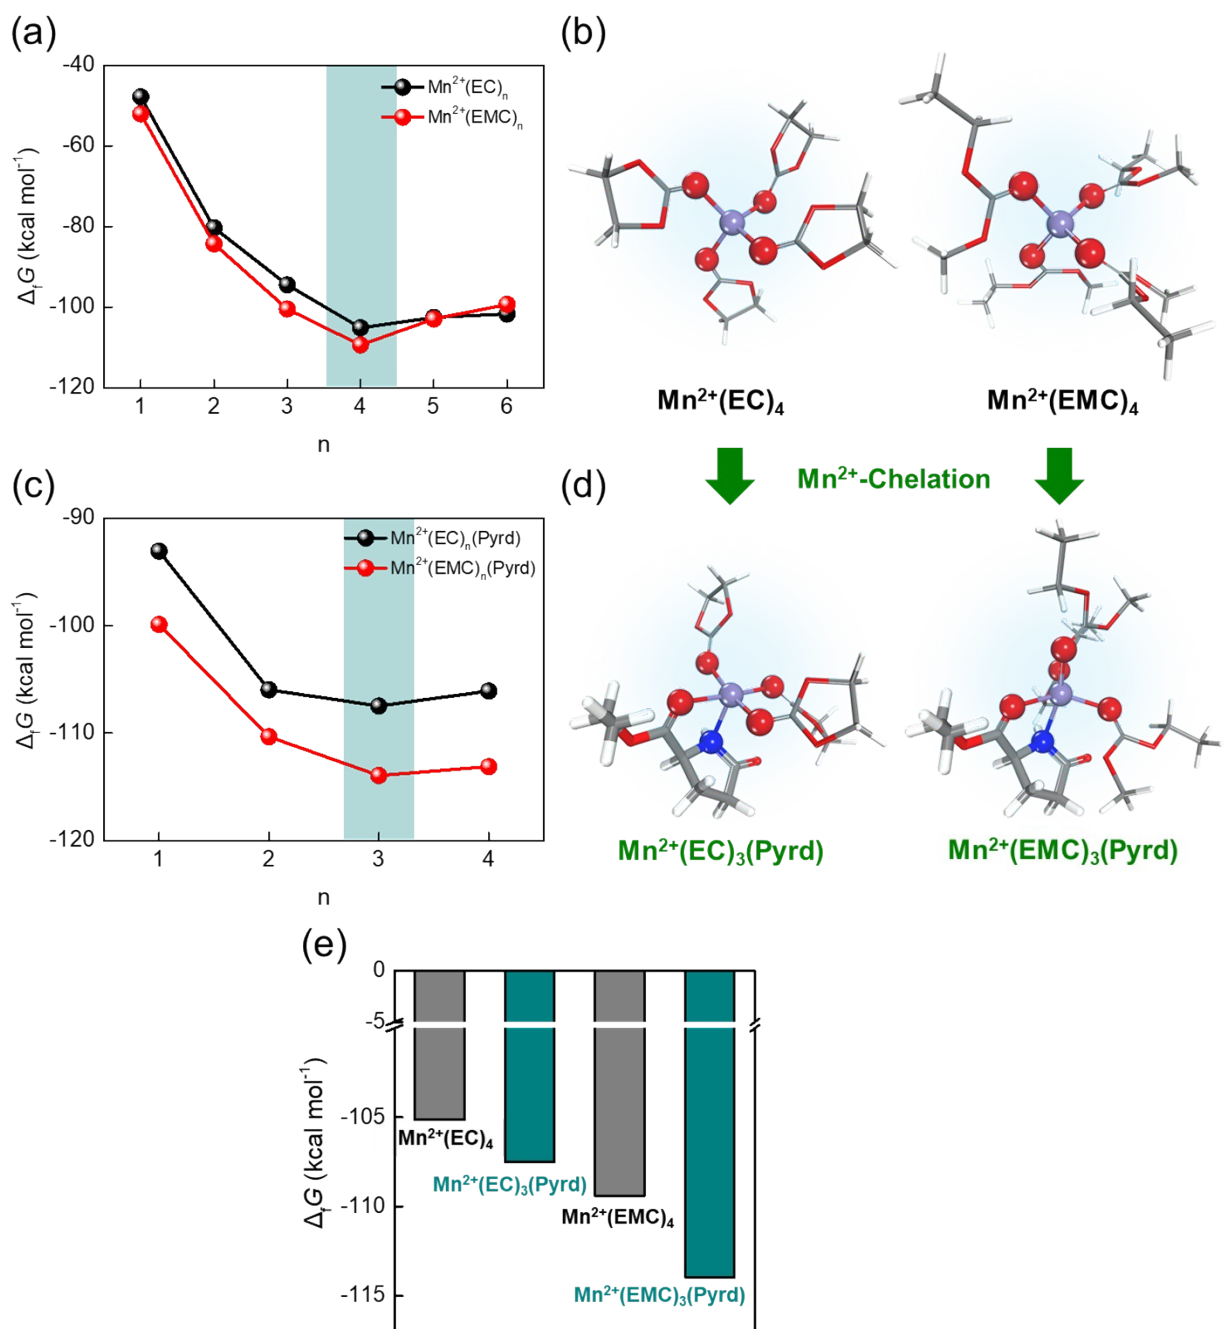 (a)
-40
-60
-80
-100
-120
Δ_fG (kcal mol⁻¹)
Mn²⁺(EC)ₙ
Mn²⁺(EMC)ₙ
1 2 3 4 5 6
n
(b)
Mn²⁺(EC)₄
Mn²⁺(EMC)₄
Mn²⁺-Chelation
(c)
-90
-100
-110
-120
Δ_fG (kcal mol⁻¹)
Mn²⁺(EC)ₙ(Pyrd)
Mn²⁺(EMC)ₙ(Pyrd)
1 2 3 4
n
(d)
Mn²⁺(EC)₃(Pyrd)
Mn²⁺(EMC)₃(Pyrd)
(e)
0
-5
-105
-110
-115
Δ_fG (kcal mol⁻¹)
Mn²⁺(EC)₄
Mn²⁺(EC)₃(Pyrd)
Mn²⁺(EMC)₄
Mn²⁺(EMC)₃(Pyrd)